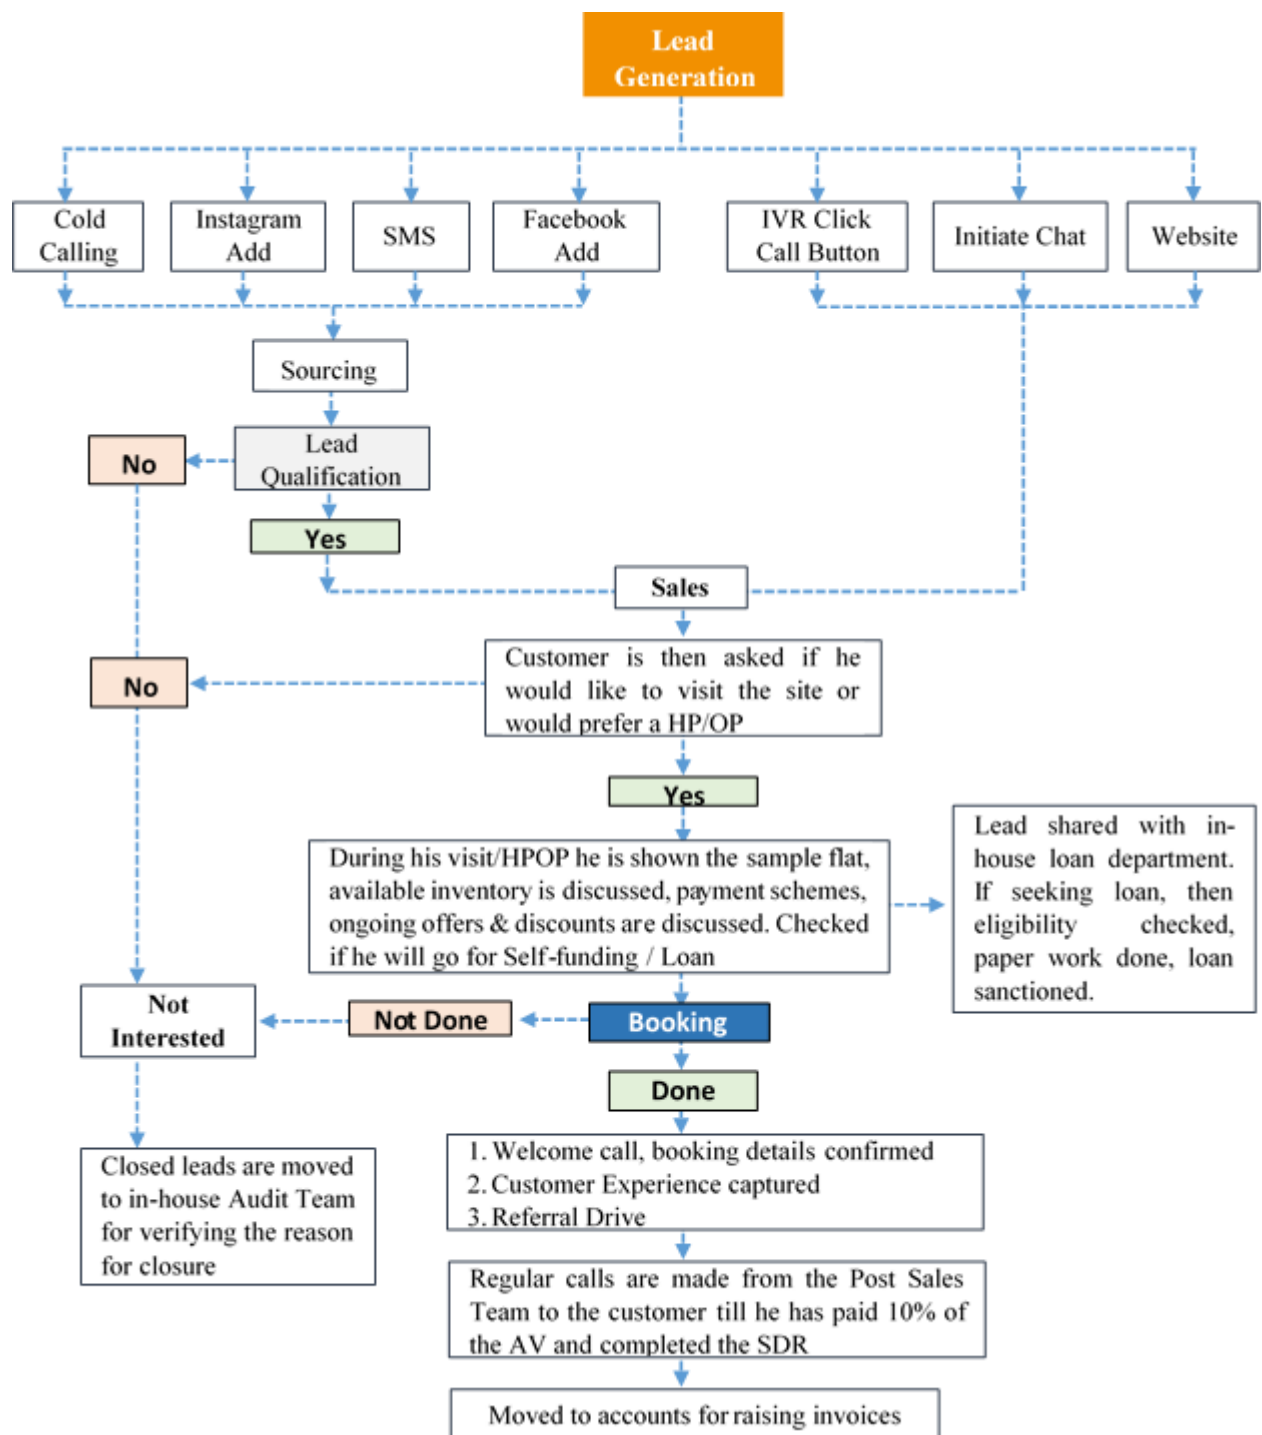 Lead
Generation
Cold
Calling
Instagram
Add
SMS
Facebook
Add
IVR Click
Call Button
Initiate Chat
Website
Sourcing
Lead
Qualification
No
Yes
Sales
Customer is then asked if he
would like to visit the site or
would prefer a HP/OP
No
Yes
During his visit/HPOP he is shown the sample flat,
available inventory is discussed, payment schemes,
ongoing offers & discounts are discussed. Checked
if he will go for Self-funding / Loan
Lead shared with in-
house loan department.
If seeking loan, then
eligibility checked,
paper work done, loan
sanctioned.
Not
Interested
Not Done
Booking
Done
Closed leads are moved
to in-house Audit Team
for verifying the reason
for closure
1. Welcome call, booking details confirmed
2. Customer Experience captured
3. Referral Drive
Regular calls are made from the Post Sales
Team to the customer till he has paid 10% of
the AV and completed the SDR
Moved to accounts for raising invoices